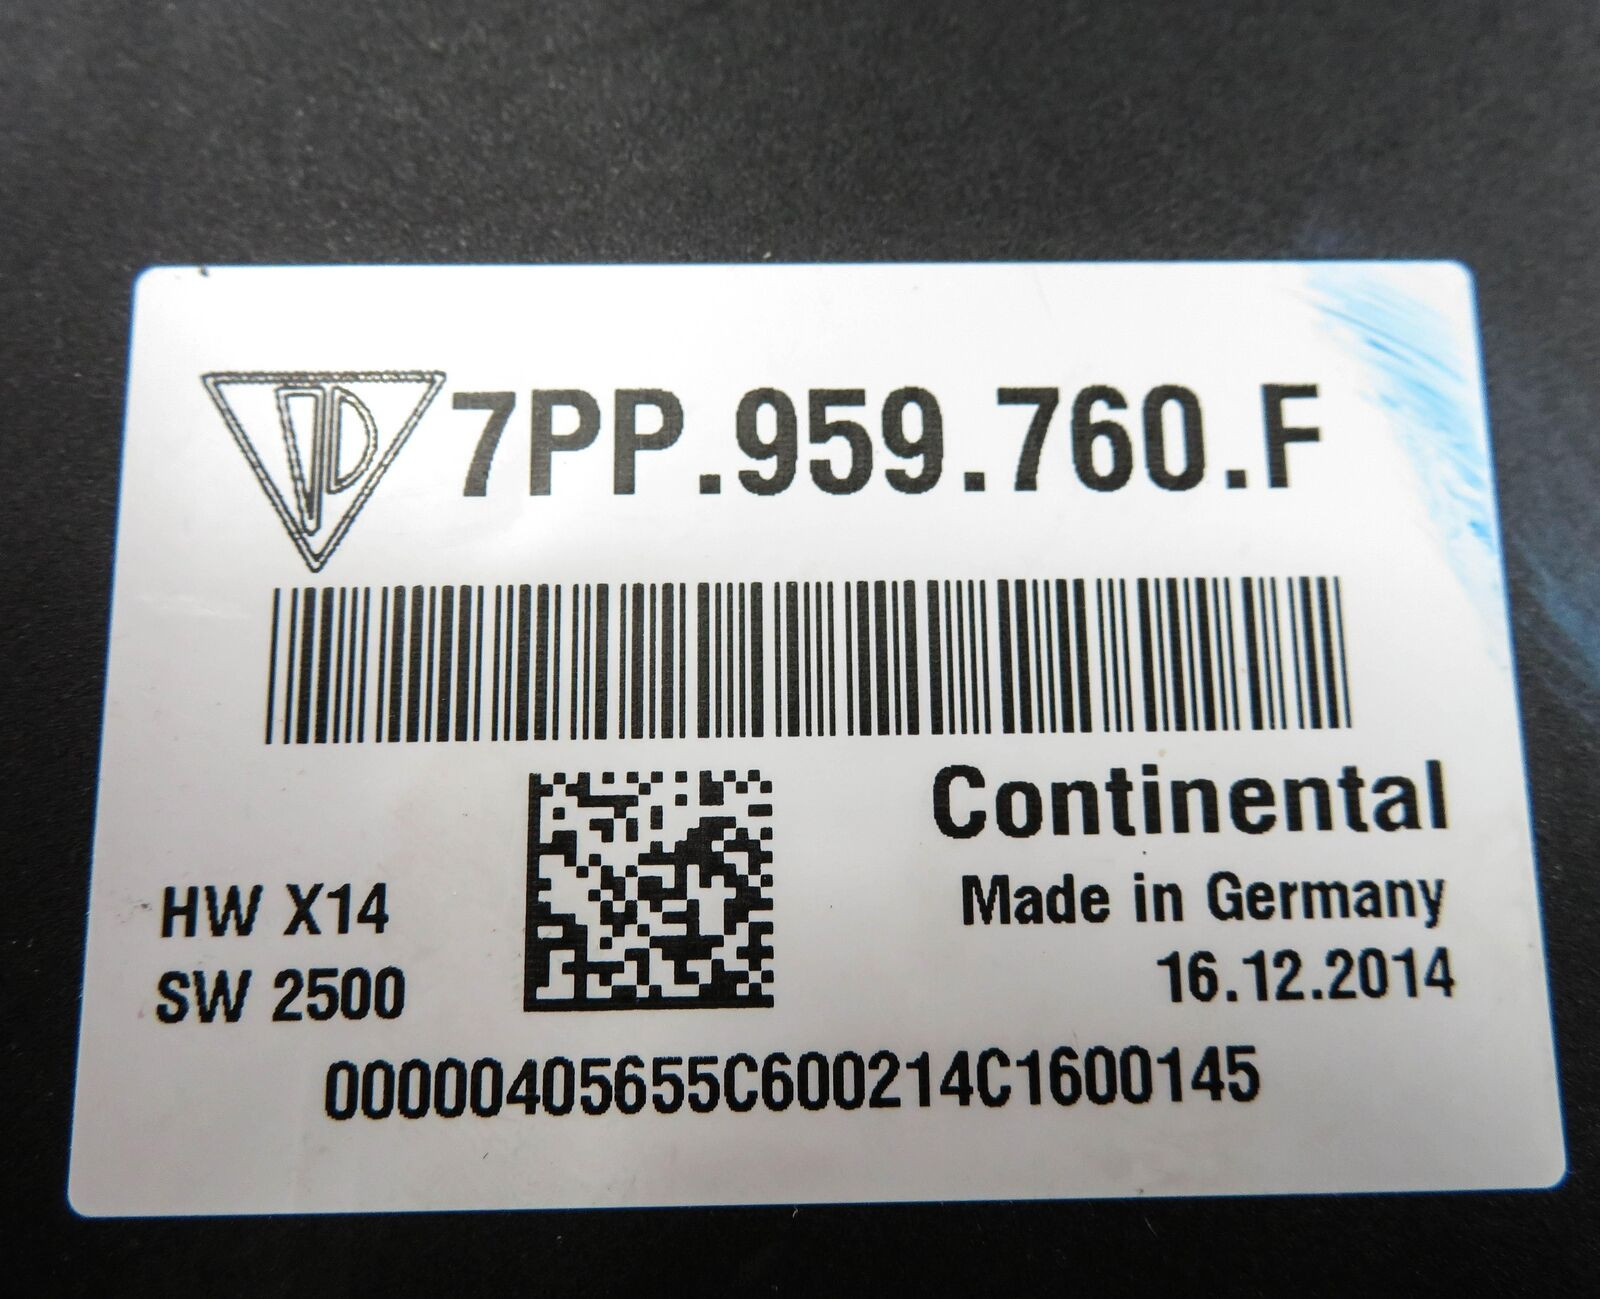 7PP.959.760.F
Continental
Made in Germany
HW X14
16.12.2014
SW 2500
00000405655C600214C1600145